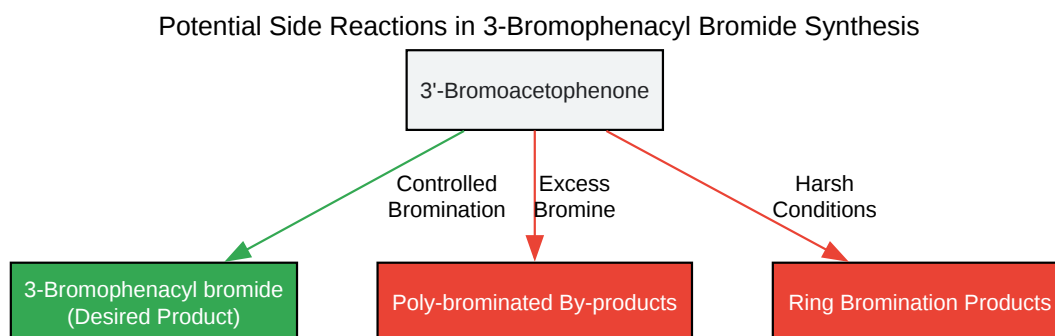 Potential Side Reactions in 3-Bromophenacyl Bromide Synthesis
3'-Bromoacetophenone
Controlled
Bromination
Excess
Bromine
Harsh
Conditions
3-Bromophenacyl bromide
(Desired Product)
Poly-brominated By-products
Ring Bromination Products